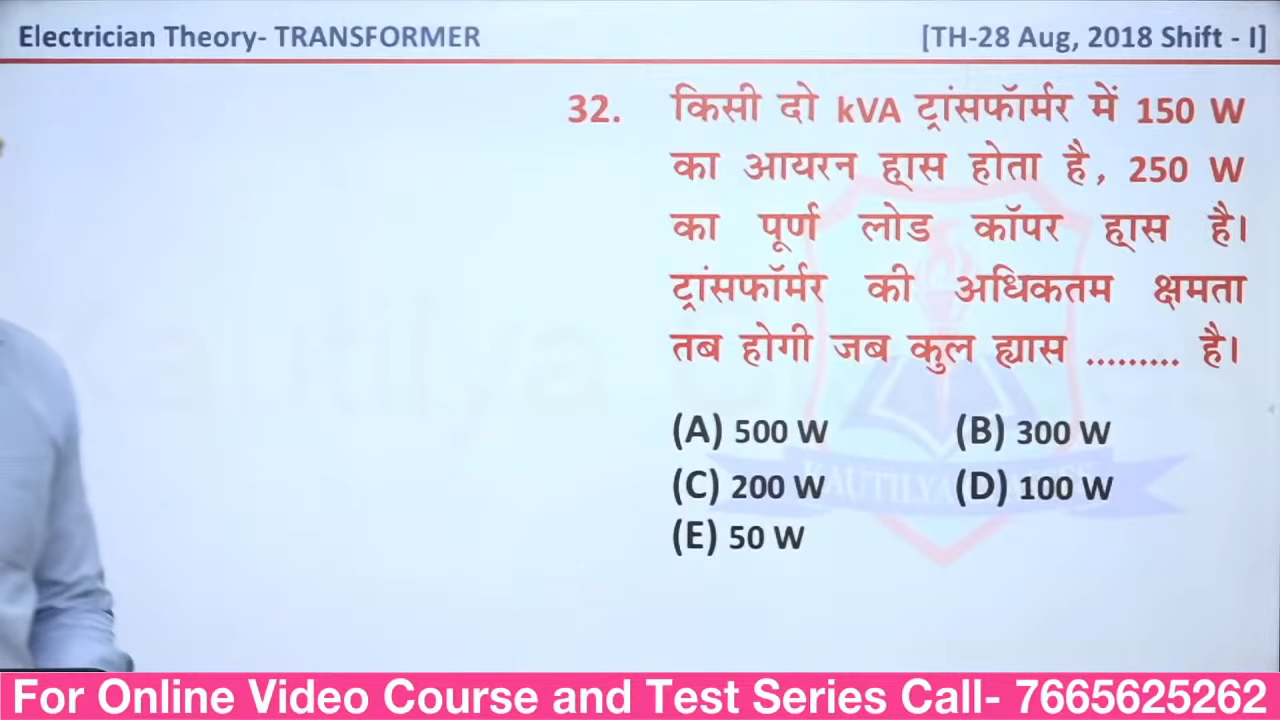 Electrician Theory- TRANSFORMER
[TH-28 Aug, 2018 Shift - I]
32. किसी दो kVA ट्रांसफॉर्मर में 150 W
का आयरन ह्रास होता है, 250 W
का पूर्ण लोड कॉपर ह्रास है।
ट्रांसफॉर्मर की अधिकतम क्षमता
तब होगी जब कुल ह्यास ......... है।
(A) 500 W (B) 300 W
(C) 200 W (D) 100 W
(E) 50 W
For Online Video Course and Test Series Call- 7665625262